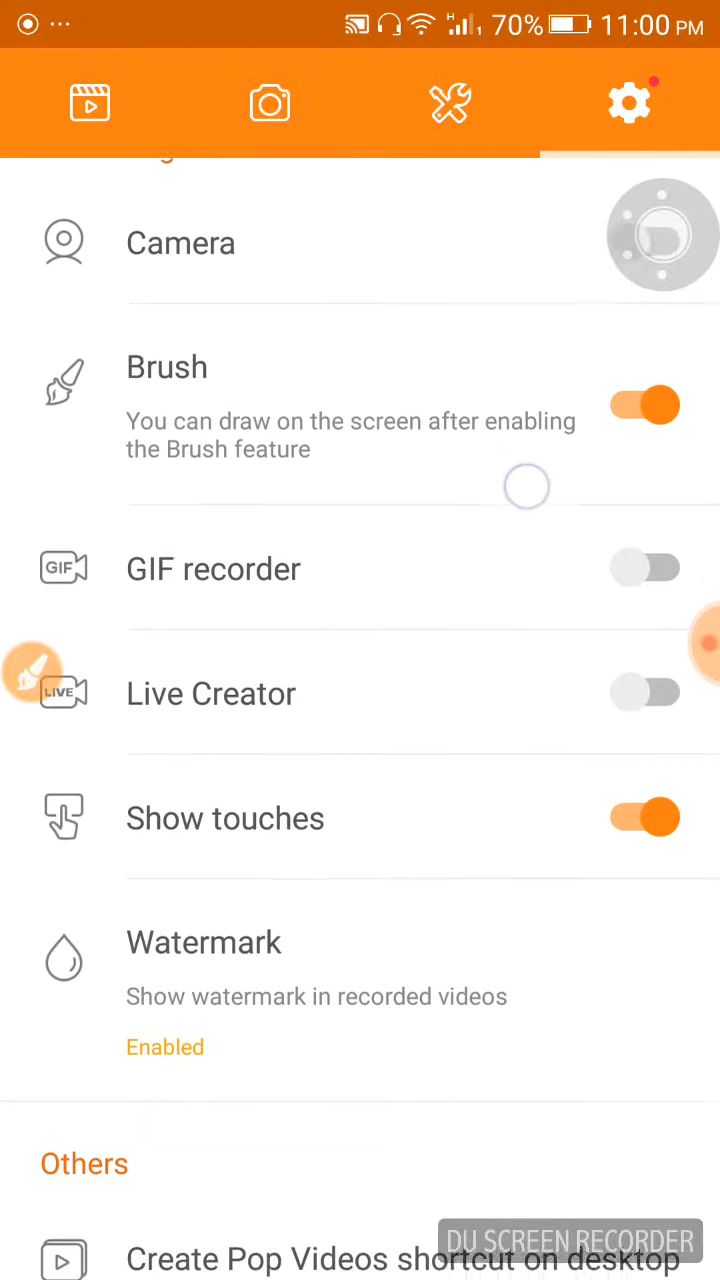 70% 11:00 PM
Camera
Brush
You can draw on the screen after enabling
the Brush feature
GIF
GIF recorder
LIVE
Live Creator
Show touches
Watermark
Show watermark in recorded videos
Enabled
Others
DU SCREEN RECORDER
Create Pop Videos shortcut on desktop